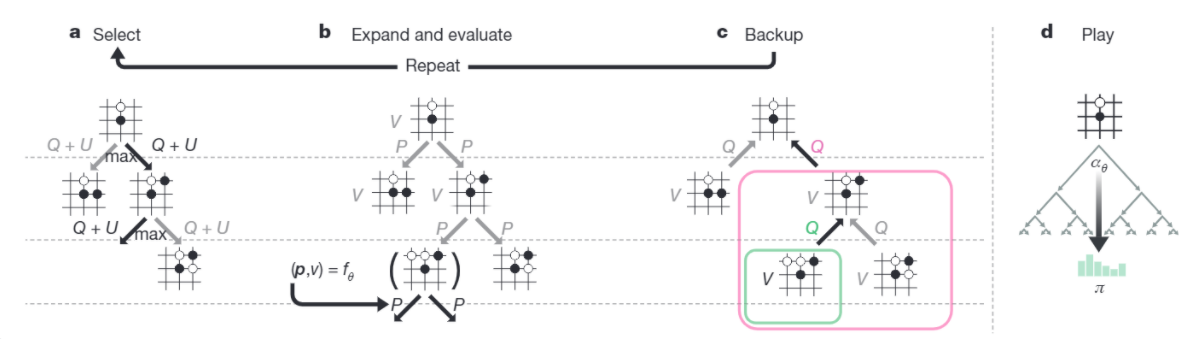 a Select
b Expand and evaluate
c Backup
d Play
Repeat
Q + U
max
Q + U
Q + U
max
Q + U
V
P
P
V
V
P
P
(p,v) = fθ
P
P
Q
Q
V
V
Q
Q
V
V
αθ
π